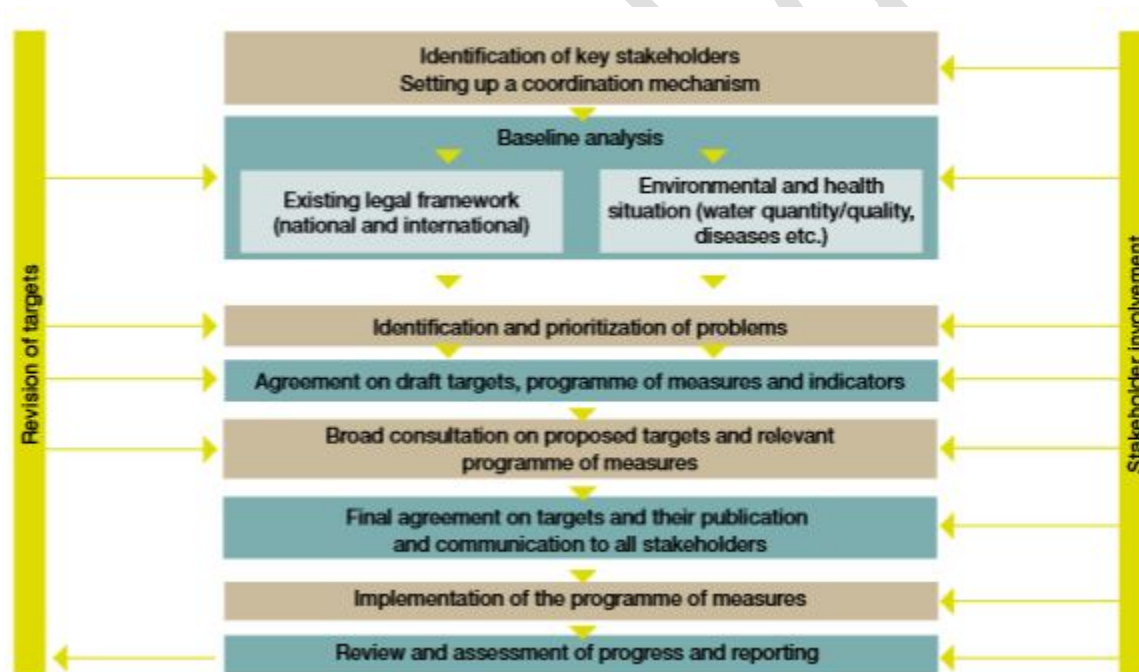 Identification of key stakeholders
Setting up a coordination mechanism
Baseline analysis
Existing legal framework
(national and international)
Environmental and health
situation (water quantity/quality,
diseases etc.)
Identification and prioritization of problems
Agreement on draft targets, programme of measures and indicators
Broad consultation on proposed targets and relevant
programme of measures
Final agreement on targets and their publication
and communication to all stakeholders
Implementation of the programme of measures
Review and assessment of progress and reporting
Revision of targets
Stakeholder involvement